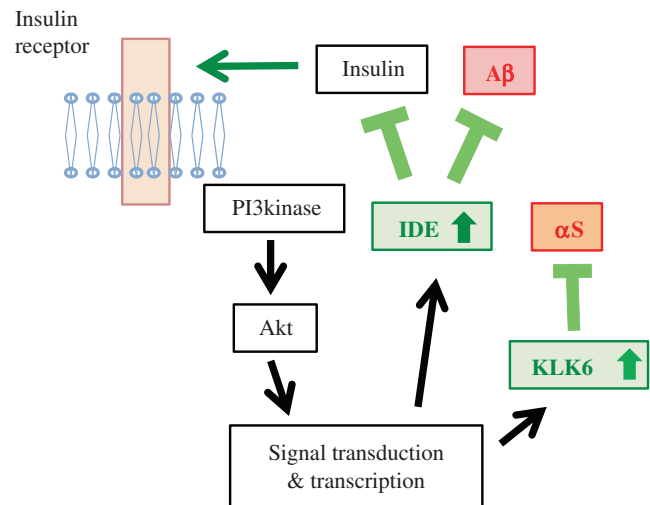 Insulin
receptor
Insulin
Aβ
PI3kinase
IDE
αS
Akt
KLK6
Signal transduction
& transcription